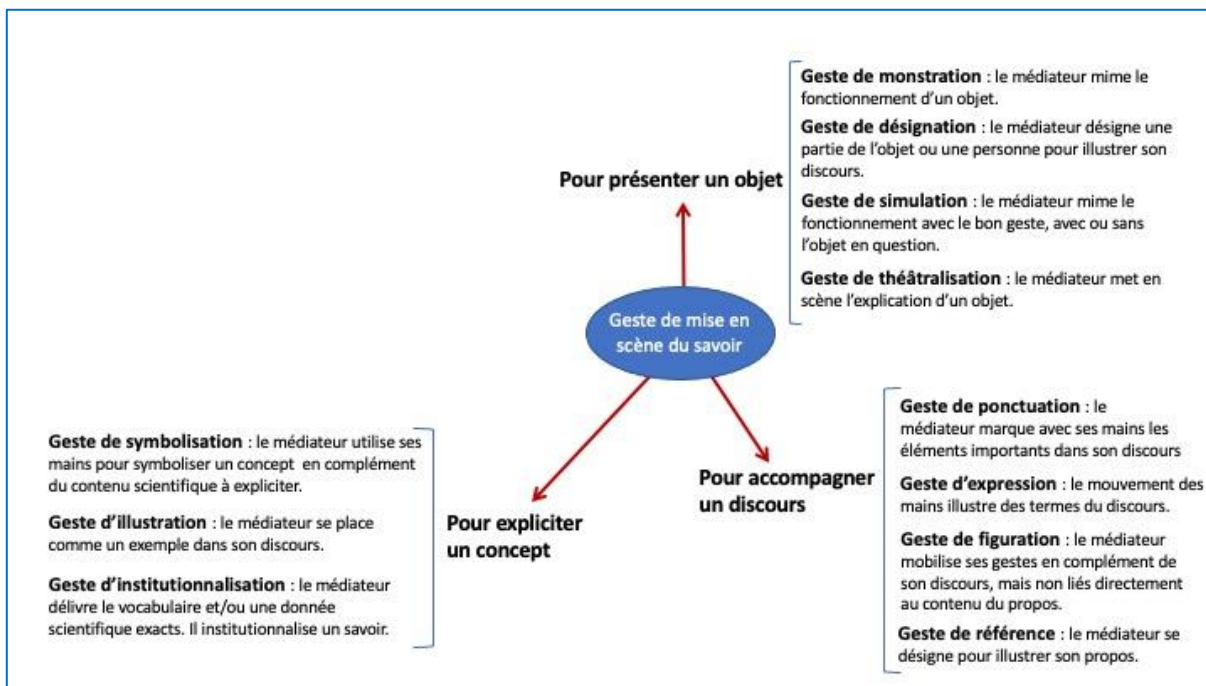 Geste de monstration : le médiateur mime le
fonctionnement d'un objet.
Geste de désignation : le médiateur désigne une
partie de l'objet ou une personne pour illustrer son
discours.
Geste de simulation : le médiateur mime le
fonctionnement avec le bon geste, avec ou sans
l'objet en question.
Geste de théâtralisation : le médiateur met en
scène l'explication d'un objet.
Pour présenter un objet
Geste de mise en
scène du savoir
Geste de symbolisation : le médiateur utilise ses
mains pour symboliser un concept en complément
du contenu scientifique à expliciter.
Geste d'illustration : le médiateur se place
comme un exemple dans son discours.
Geste d'institutionnalisation : le médiateur
délivre le vocabulaire et/ou une donnée
scientifique exacts. Il institutionnalise un savoir.
Pour expliciter
un concept
Pour accompagner
un discours
Geste de ponctuation : le
médiateur marque avec ses mains les
éléments importants dans son discours
Geste d'expression : le mouvement des
mains illustre des termes du discours.
Geste de figuration : le médiateur
mobilise ses gestes en complément de
son discours, mais non liés directement
au contenu du propos.
Geste de référence : le médiateur se
désigne pour illustrer son propos.